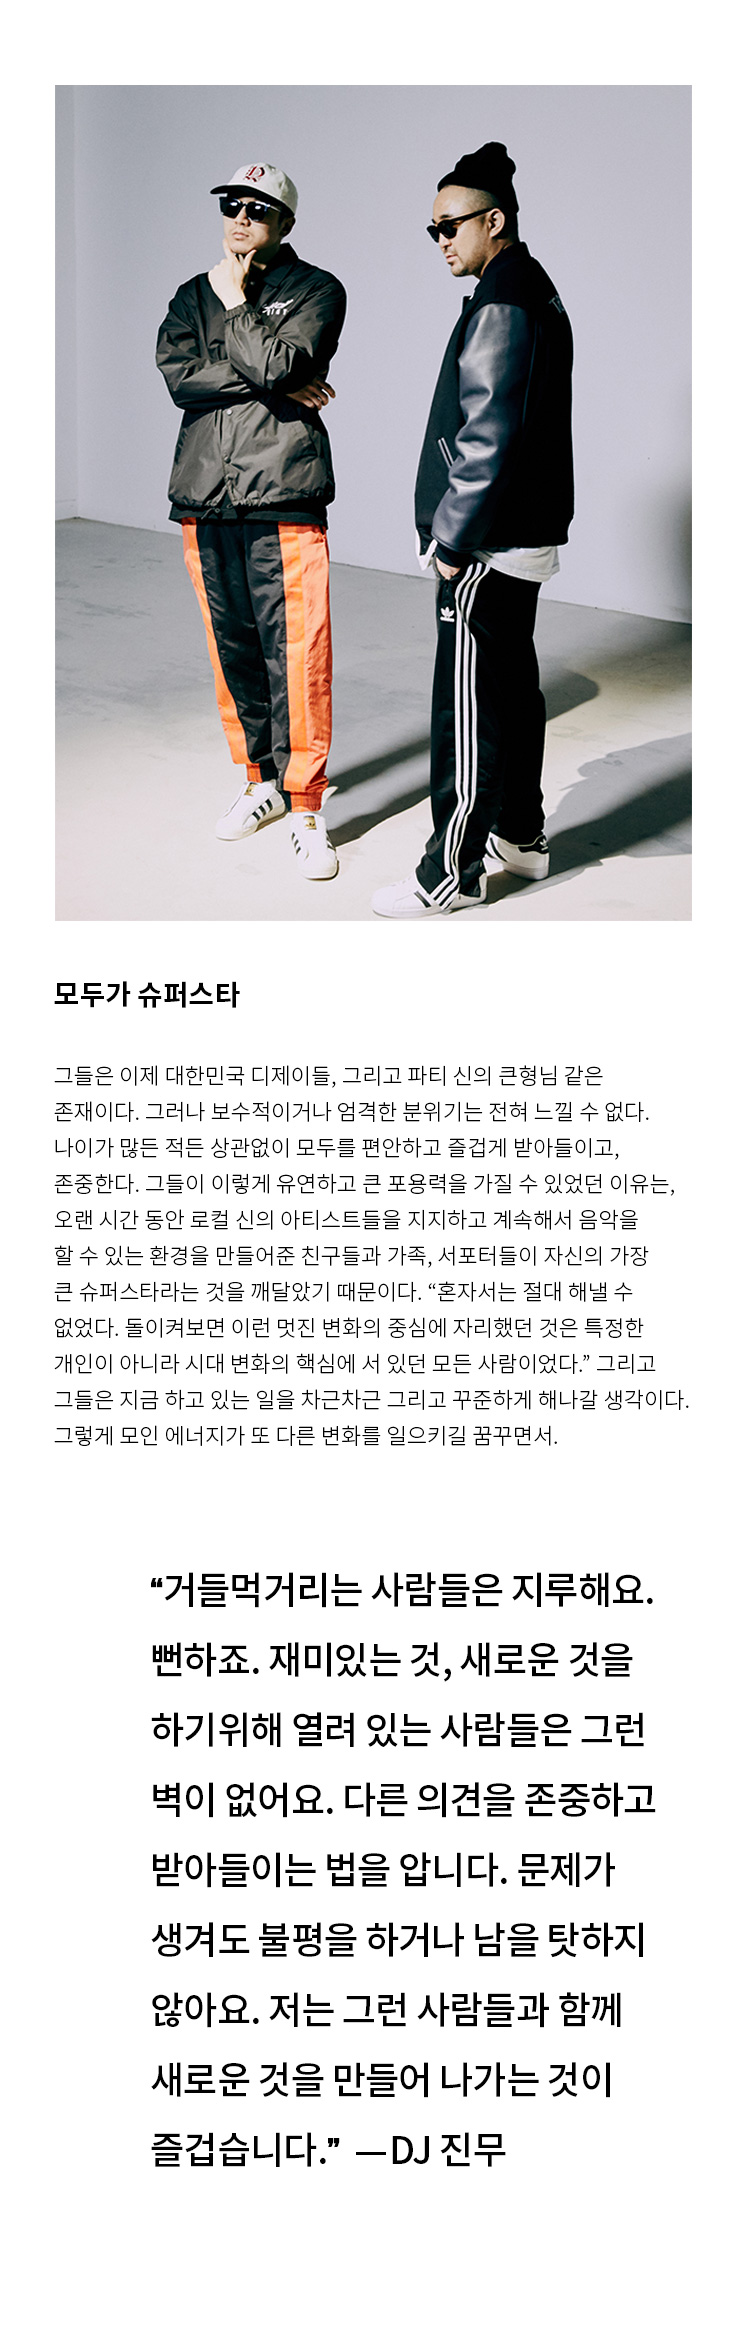 모두가 슈퍼스타
그들은 이제 대한민국 디제이들, 그리고 파티 신의 큰형님 같은
존재이다. 그러나 보수적이거나 엄격한 분위기는 전혀 느낄 수 없다.
나이가 많든 적든 상관없이 모두를 편안하고 즐겁게 받아들이고,
존중한다. 그들이 이렇게 유연하고 큰 포용력을 가질 수 있었던 이유는,
오랜 시간 동안 로컬 신의 아티스트들을 지지하고 계속해서 음악을
할 수 있는 환경을 만들어준 친구들과 가족, 서포터들이 자신의 가장
큰 슈퍼스타라는 것을 깨달았기 때문이다. “혼자서는 절대 해낼 수
없었다. 돌이켜보면 이런 멋진 변화의 중심에 자리했던 것은 특정한
개인이 아니라 시대 변화의 핵심에 서 있던 모든 사람이었다.” 그리고
그들은 지금 하고 있는 일을 차근차근 그리고 꾸준하게 해나갈 생각이다.
그렇게 모인 에너지가 또 다른 변화를 일으키길 꿈꾸면서.
“거들먹거리는 사람들은 지루해요.
뻔하죠. 재미있는 것, 새로운 것을
하기위해 열려 있는 사람들은 그런
벽이 없어요. 다른 의견을 존중하고
받아들이는 법을 압니다. 문제가
생겨도 불평을 하거나 남을 탓하지
않아요. 저는 그런 사람들과 함께
새로운 것을 만들어 나가는 것이
즐겁습니다.” —DJ 진무